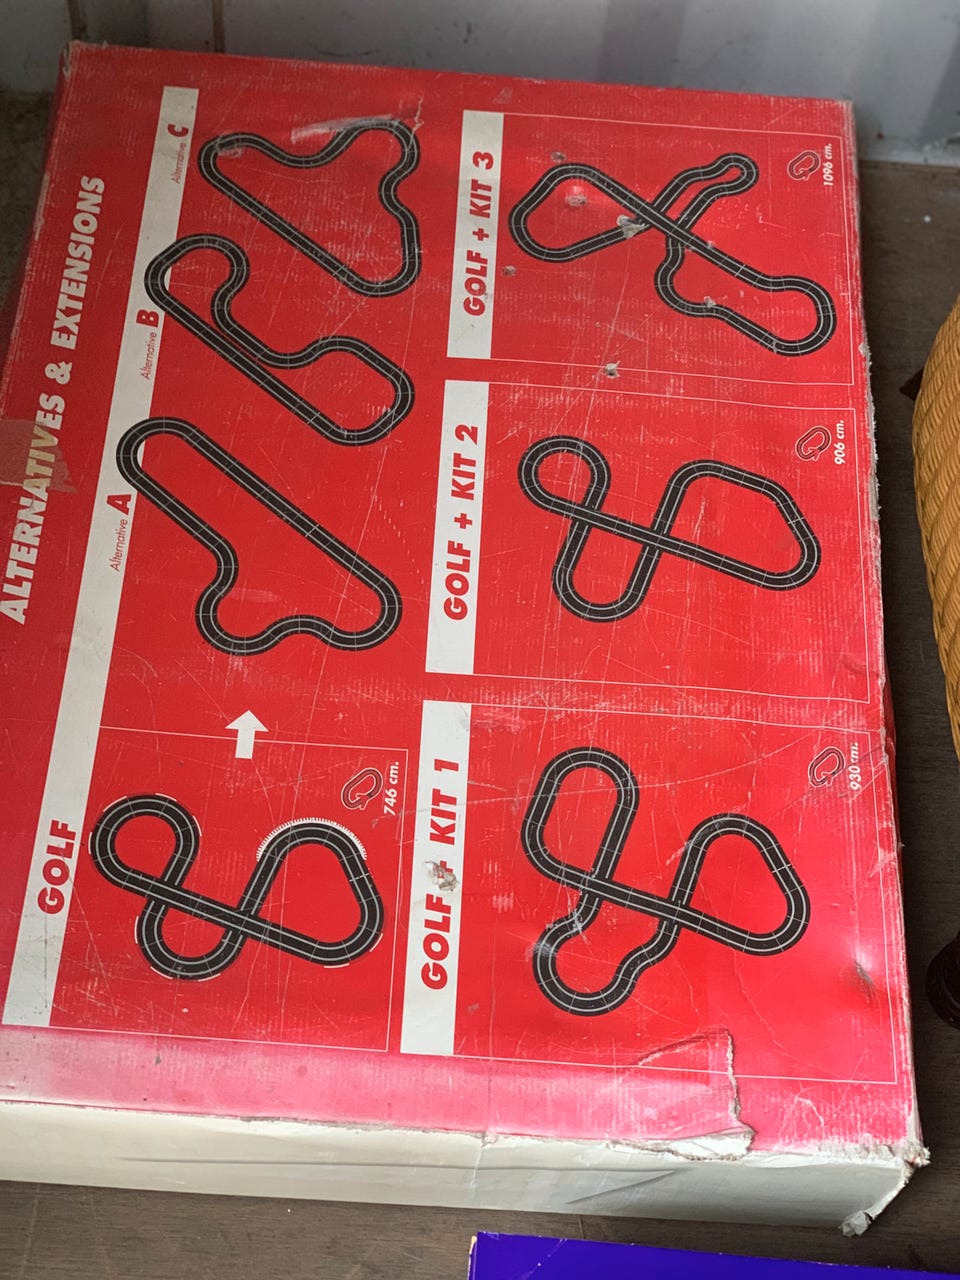 ALTERNATIVES & EXTENSIONS
GOLF
746 cm.
Alternative A
Alternative B
Alternative C
GOLF + KIT 1
930 cm.
GOLF + KIT 2
906 cm.
GOLF + KIT 3
1096 cm.